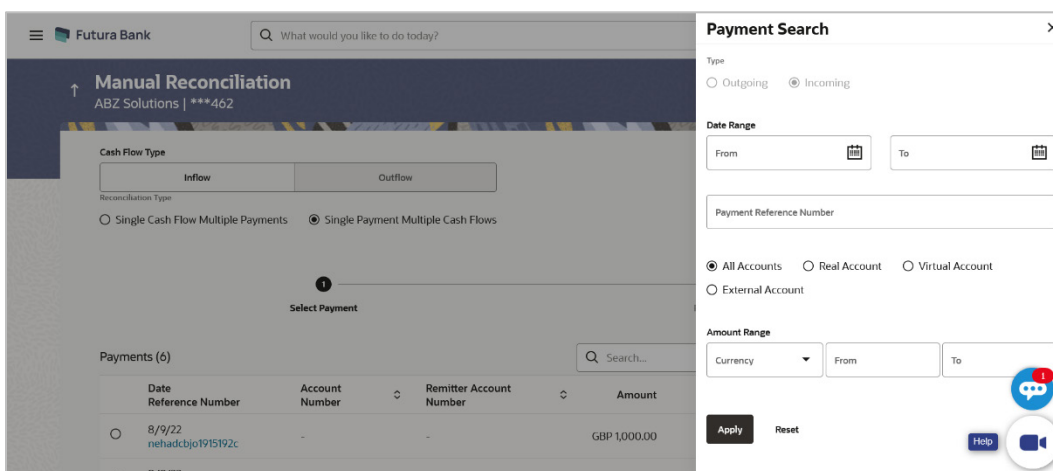 Futura Bank
What would you like to do today?
Manual Reconciliation
ABZ Solutions | ***462
Cash Flow Type
Inflow
Outflow
Reconciliation Type
Single Cash Flow Multiple Payments
Single Payment Multiple Cash Flows
1
Select Payment
Payments (6)
Search...
Date
Reference Number
Account
Number
Remitter Account
Number
Amount
8/9/22
nehadcbjo1915192c
-
-
GBP 1,000.00
Payment Search
Type
Outgoing
Incoming
Date Range
From
To
Payment Reference Number
All Accounts
Real Account
Virtual Account
External Account
Amount Range
Currency
From
To
1
Apply
Reset
Help